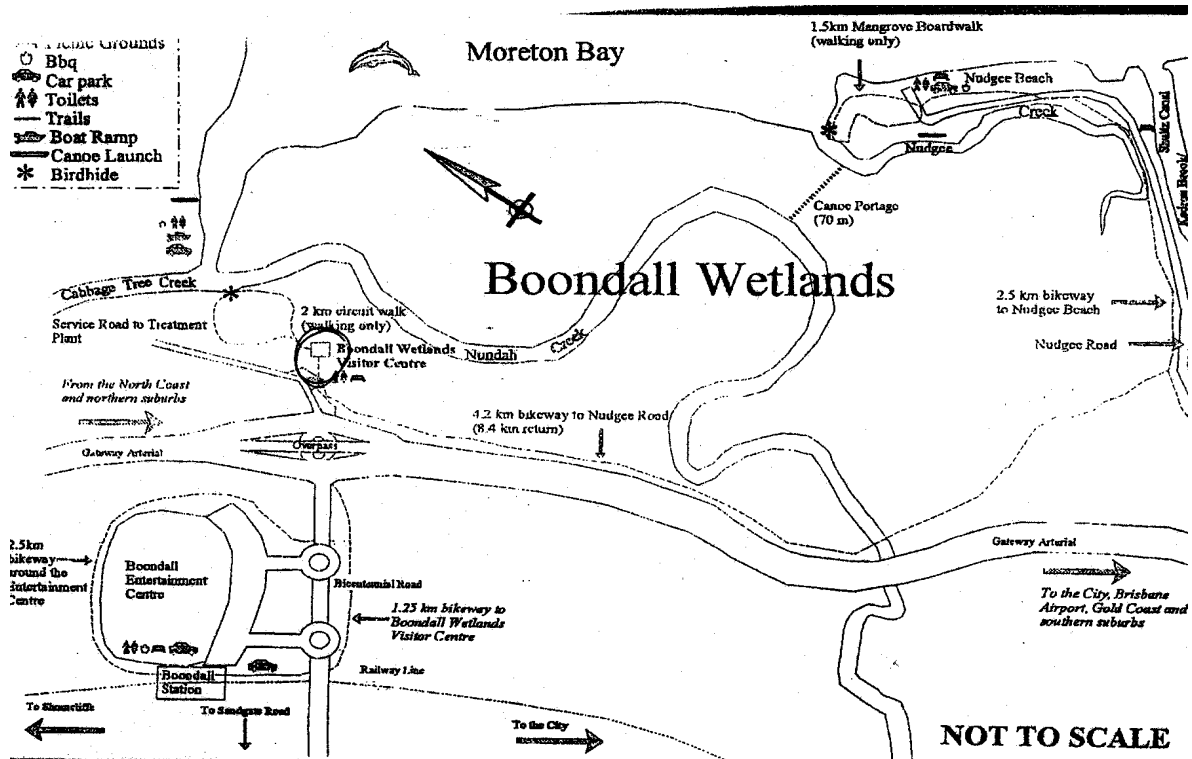 Picnic Grounds
Bbq
Car park
Toilets
Trails
Boat Ramp
Canoe Launch
Birdhide
Moreton Bay
1.5km Mangrove Boardwalk
(walking only)
Nudgee Beach
Creek
Nudgee
Canoe Portage
(70 m)
Boondall Wetlands
Cabbage Tree Creek
Service Road to Treatment
Plant
2 km circuit walk
(walking only)
Boondall Wetlands
Visitor Centre
Nundah
Creek
2.5 km bikeway
to Nudgee Beach
Nudgee Road
From the North Coast
and northern suburbs
4.2 km bikeway to Nudgee Road
(8.4 km return)
Overpass
Gateway Arterial
Gateway Arterial
2.5km
bikeway
around the
Entertainment
Centre
Boondall
Entertainment
Centre
Bicentennial Road
1.25 km bikeway to
Boondall Wetlands
Visitor Centre
To the City, Brisbane
Airport, Gold Coast and
southern suburbs
Railway Line
Boondall
Station
To Shorncliffe
To Sandgate Road
To the City
NOT TO SCALE